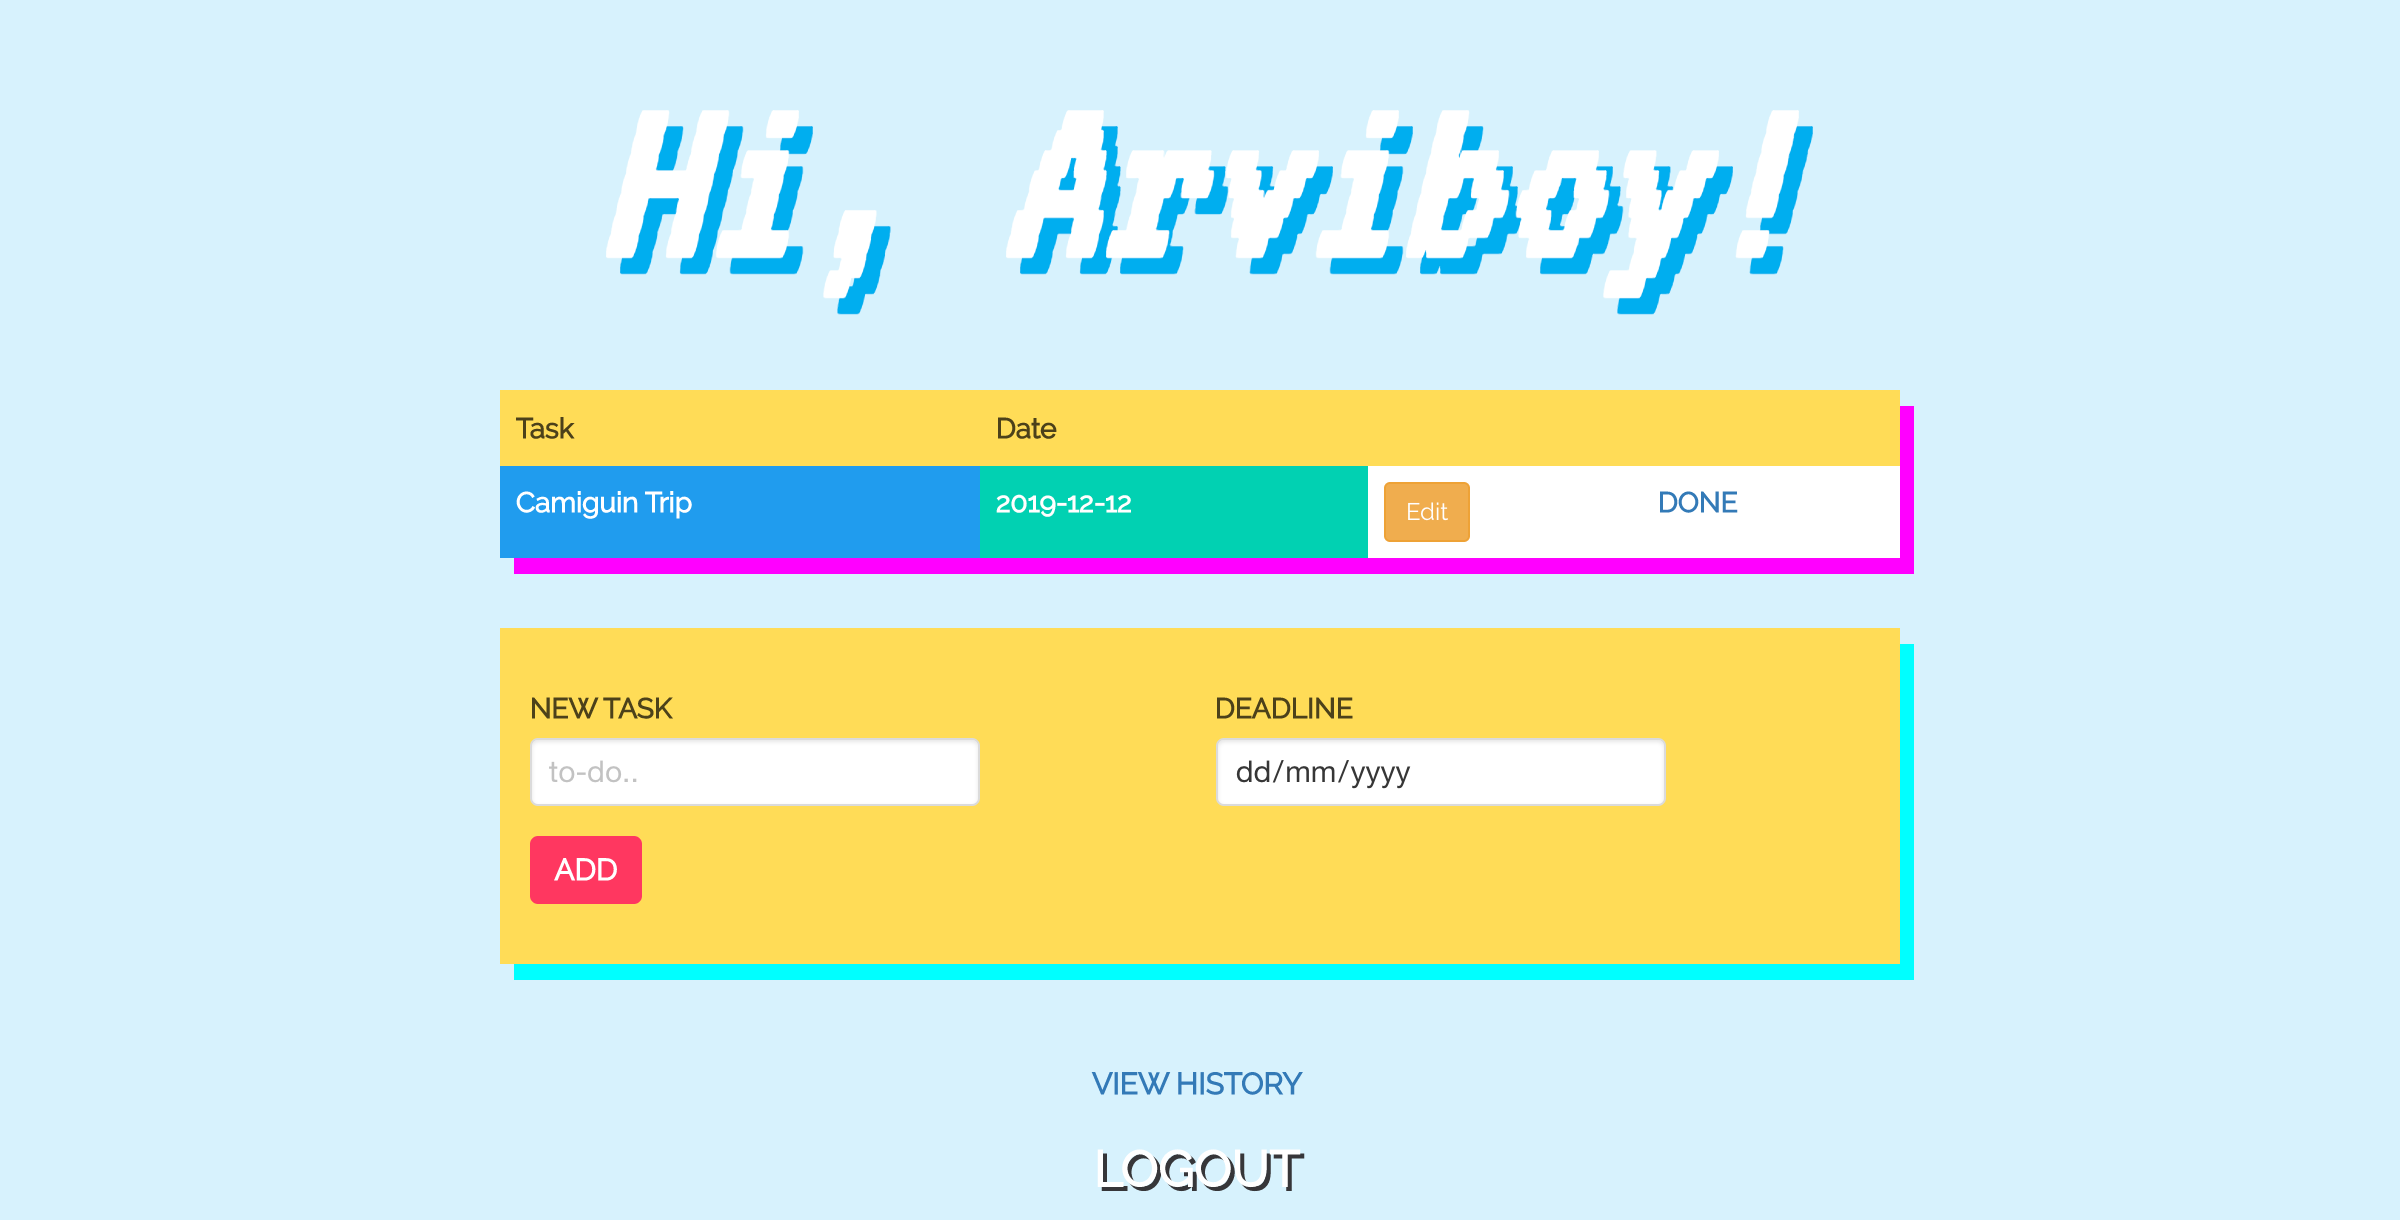 Hi, Arviboy!
Task Date
Camiguin Trip 2019-12-12 Edit DONE
NEW TASK DEADLINE
to-do.. dd/mm/yyyy
ADD
VIEW HISTORY
LOGOUT